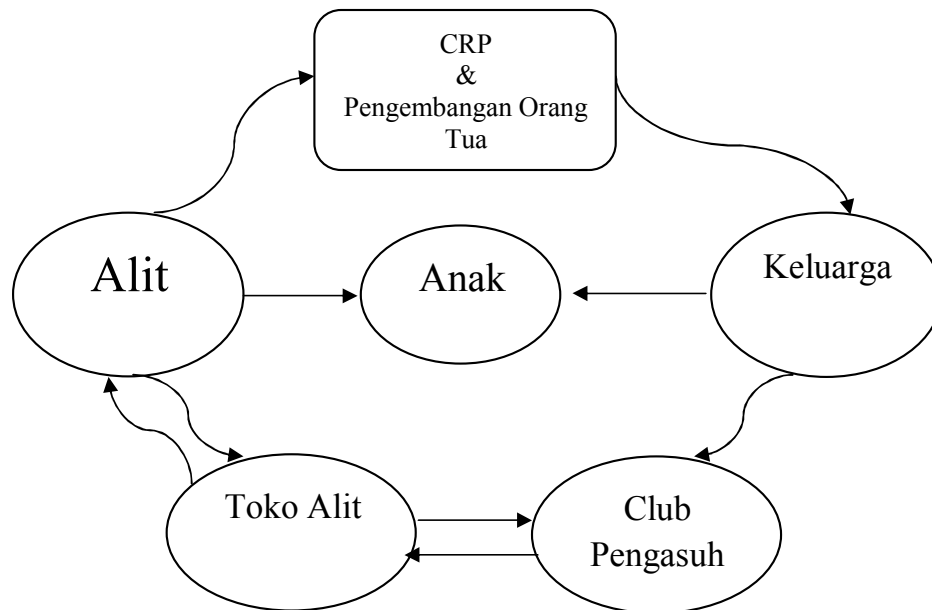 CRP
&
Pengembangan Orang
Tua
Alit
Anak
Keluarga
Toko Alit
Club
Pengasuh